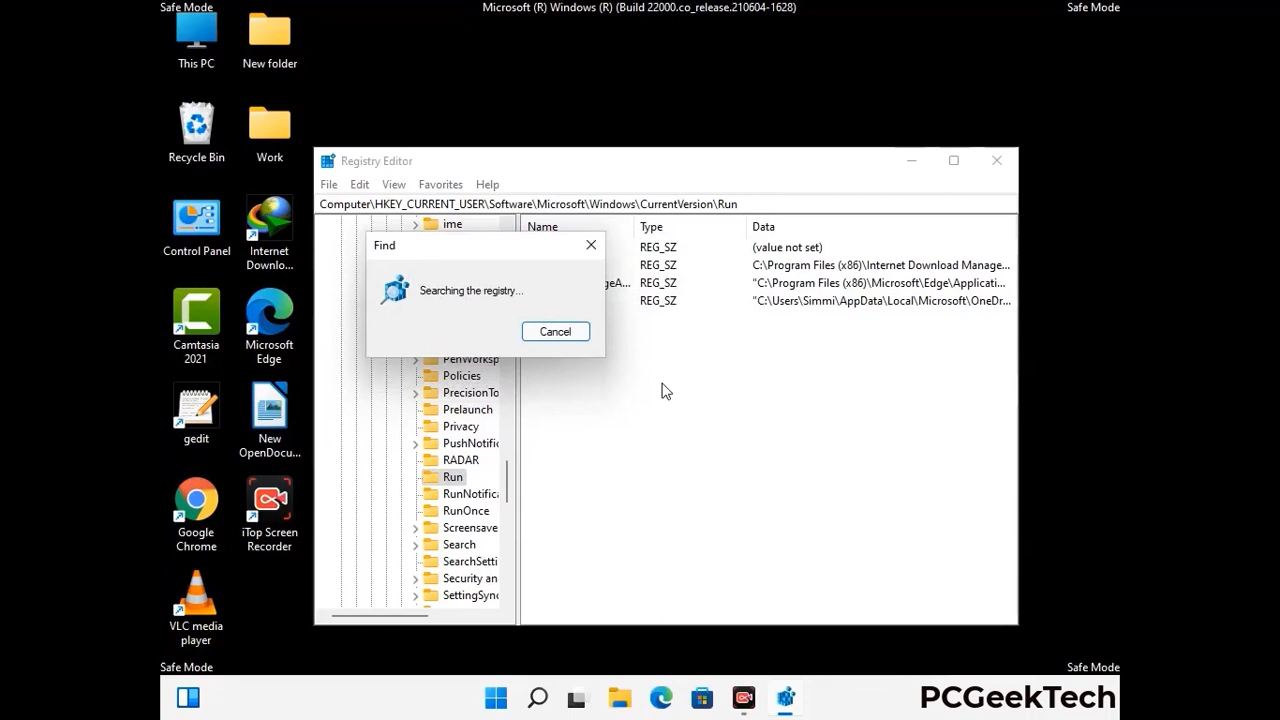 Safe Mode
Microsoft (R) Windows (R) (Build 22000.co_release.210604-1628)
Safe Mode
This PC
New folder
Recycle Bin
Work
Control Panel
Internet
Downlo...
Camtasia
2021
Microsoft
Edge
gedit
New
OpenDocu...
Google
Chrome
iTop Screen
Recorder
VLC media
player
Registry Editor
File Edit View Favorites Help
Computer\HKEY_CURRENT_USER\Software\Microsoft\Windows\CurrentVersion\Run
ime
Find
Searching the registry...
Cancel
PenWorksp
Policies
PrecisionTo
Prelaunch
Privacy
PushNotific
RADAR
Run
RunNotifica
RunOnce
Screensave
Search
SearchSetti
Security an
SettingSync
Name Type Data
REG_SZ (value not set)
REG_SZ C:\Program Files (x86)\Internet Download Manage...
geA... REG_SZ "C:\Program Files (x86)\Microsoft\Edge\Applicati...
REG_SZ "C:\Users\Simmi\AppData\Local\Microsoft\OneDr...
Safe Mode
Safe Mode
PCGeekTech